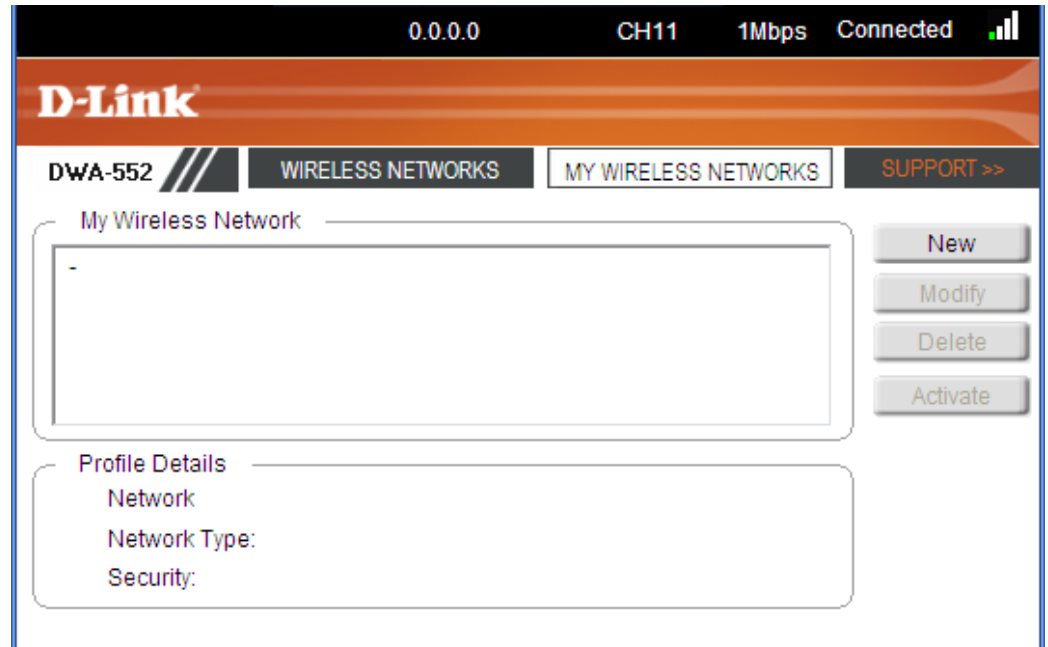 0.0.0.0 CH11 1Mbps Connected
D-Link
DWA-552 WIRELESS NETWORKS MY WIRELESS NETWORKS SUPPORT >>
My Wireless Network
-
New
Modify
Delete
Activate
Profile Details
Network
Network Type:
Security: